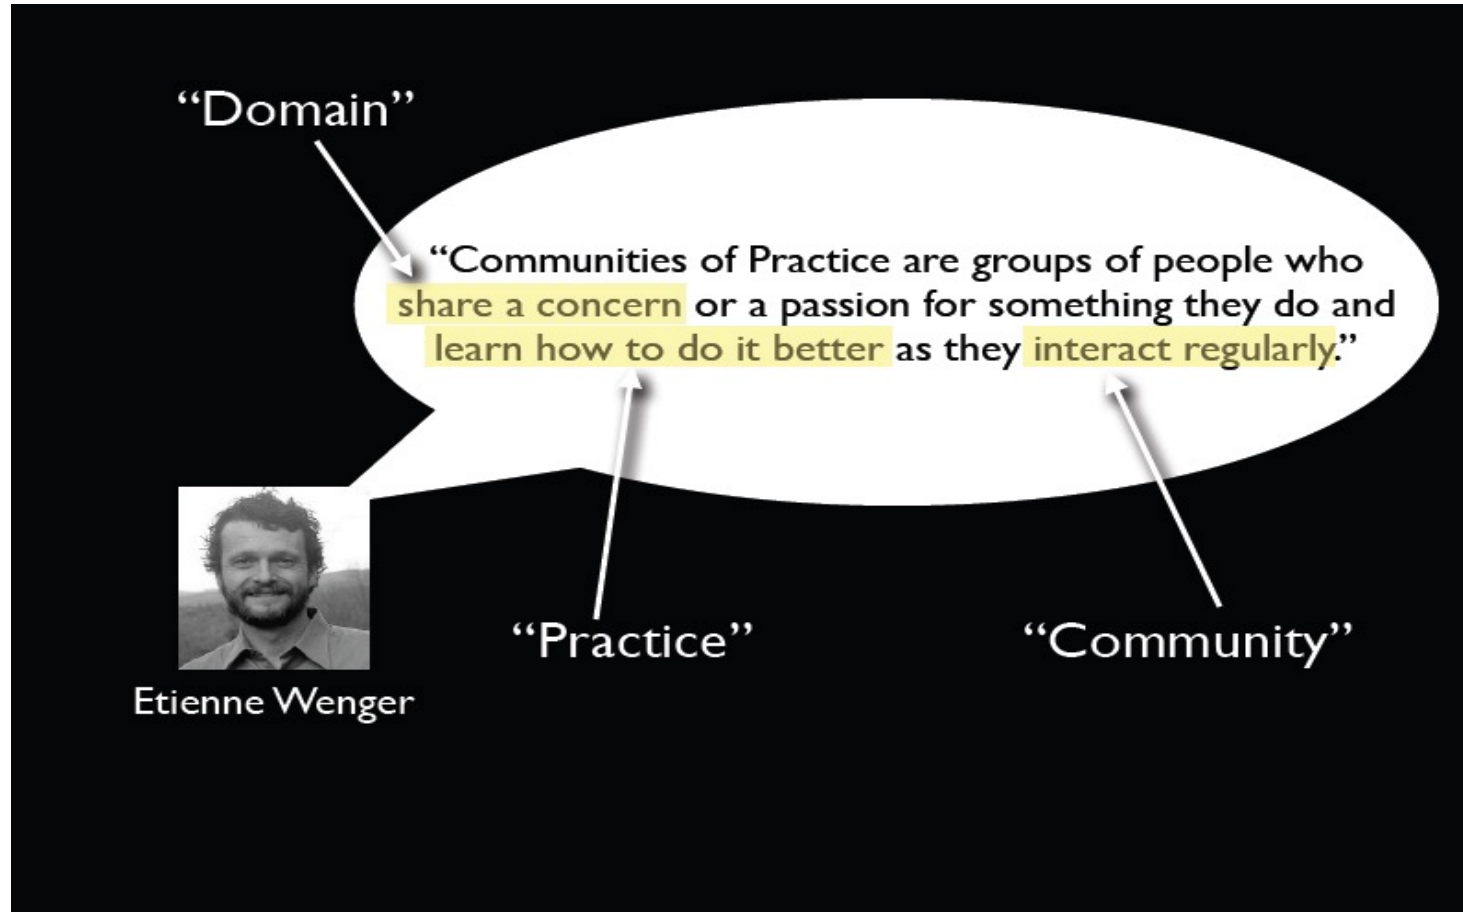 “Domain”
“Communities of Practice are groups of people who
share a concern or a passion for something they do and
learn how to do it better as they interact regularly.”
“Practice”
“Community”
Etienne Wenger